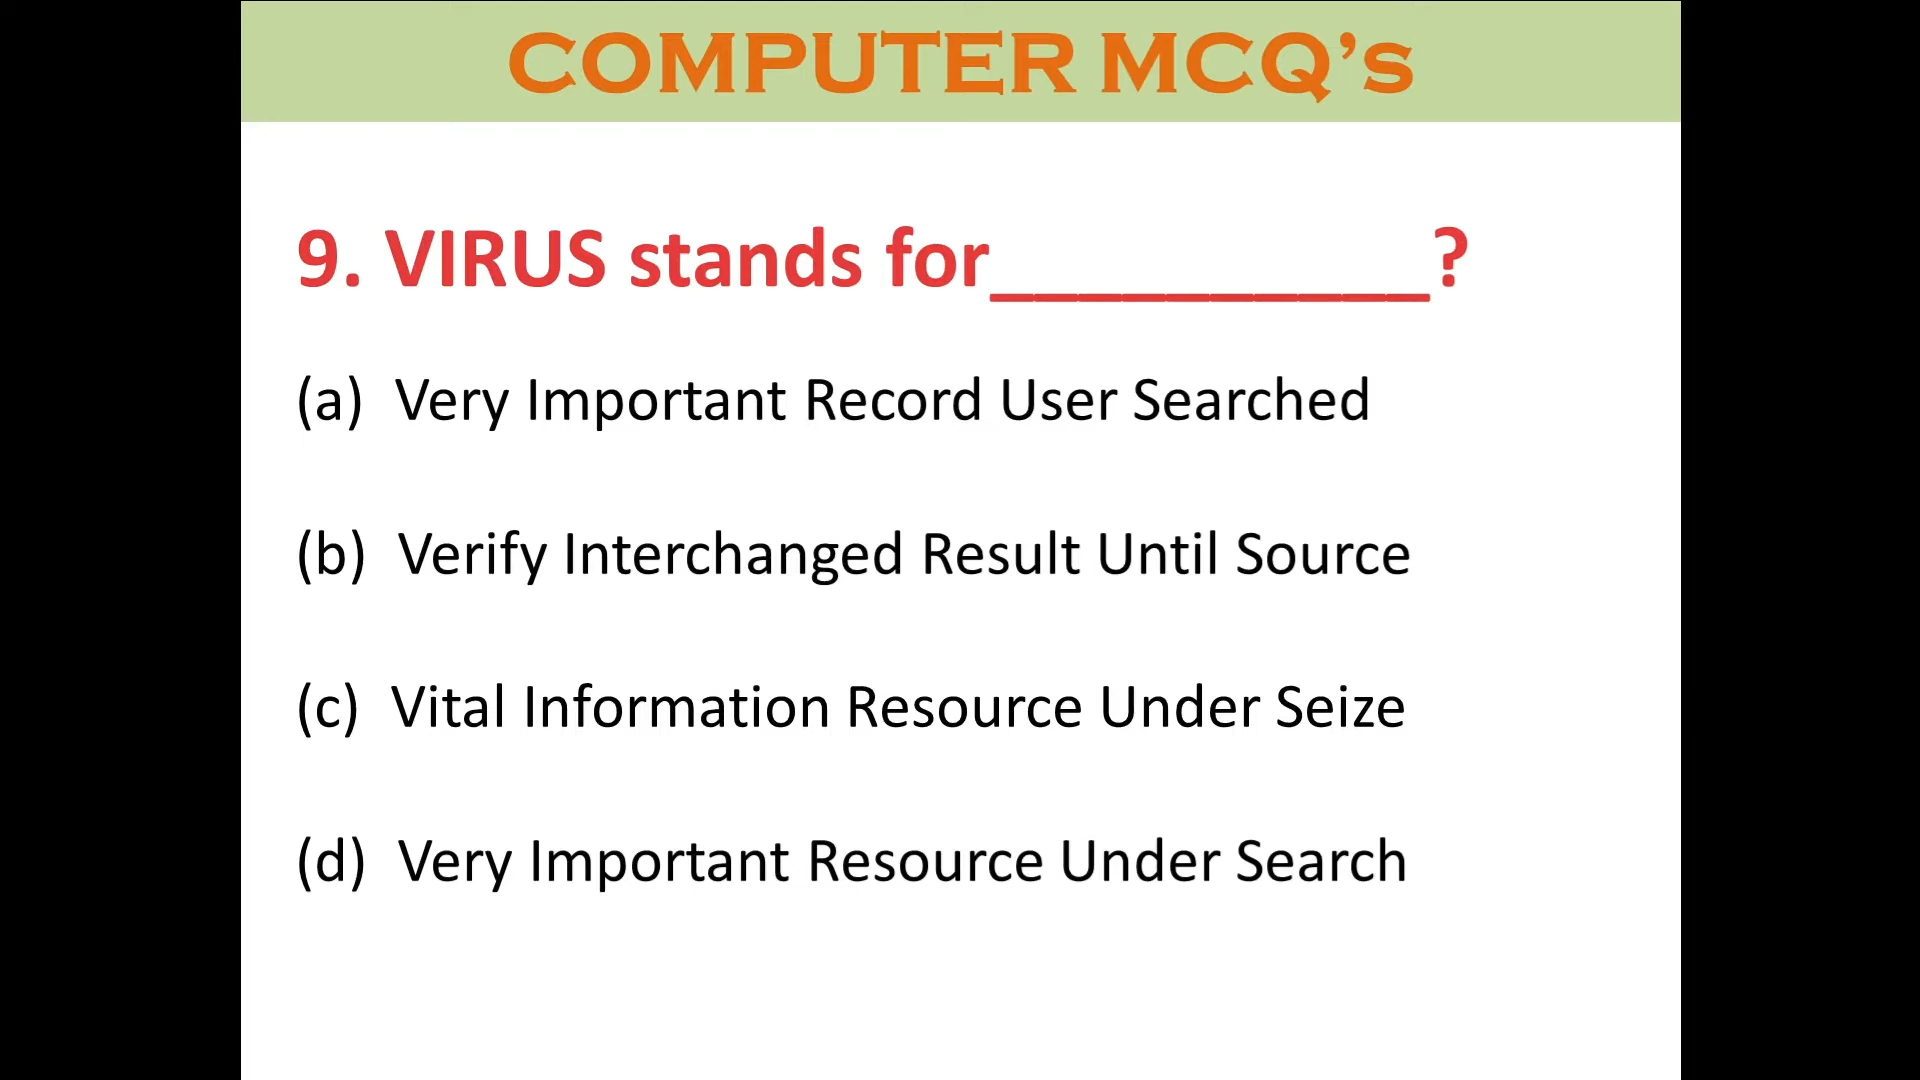 COMPUTER MCQ’s
9. VIRUS stands for__________?
(a) Very Important Record User Searched
(b) Verify Interchanged Result Until Source
(c) Vital Information Resource Under Seize
(d) Very Important Resource Under Search